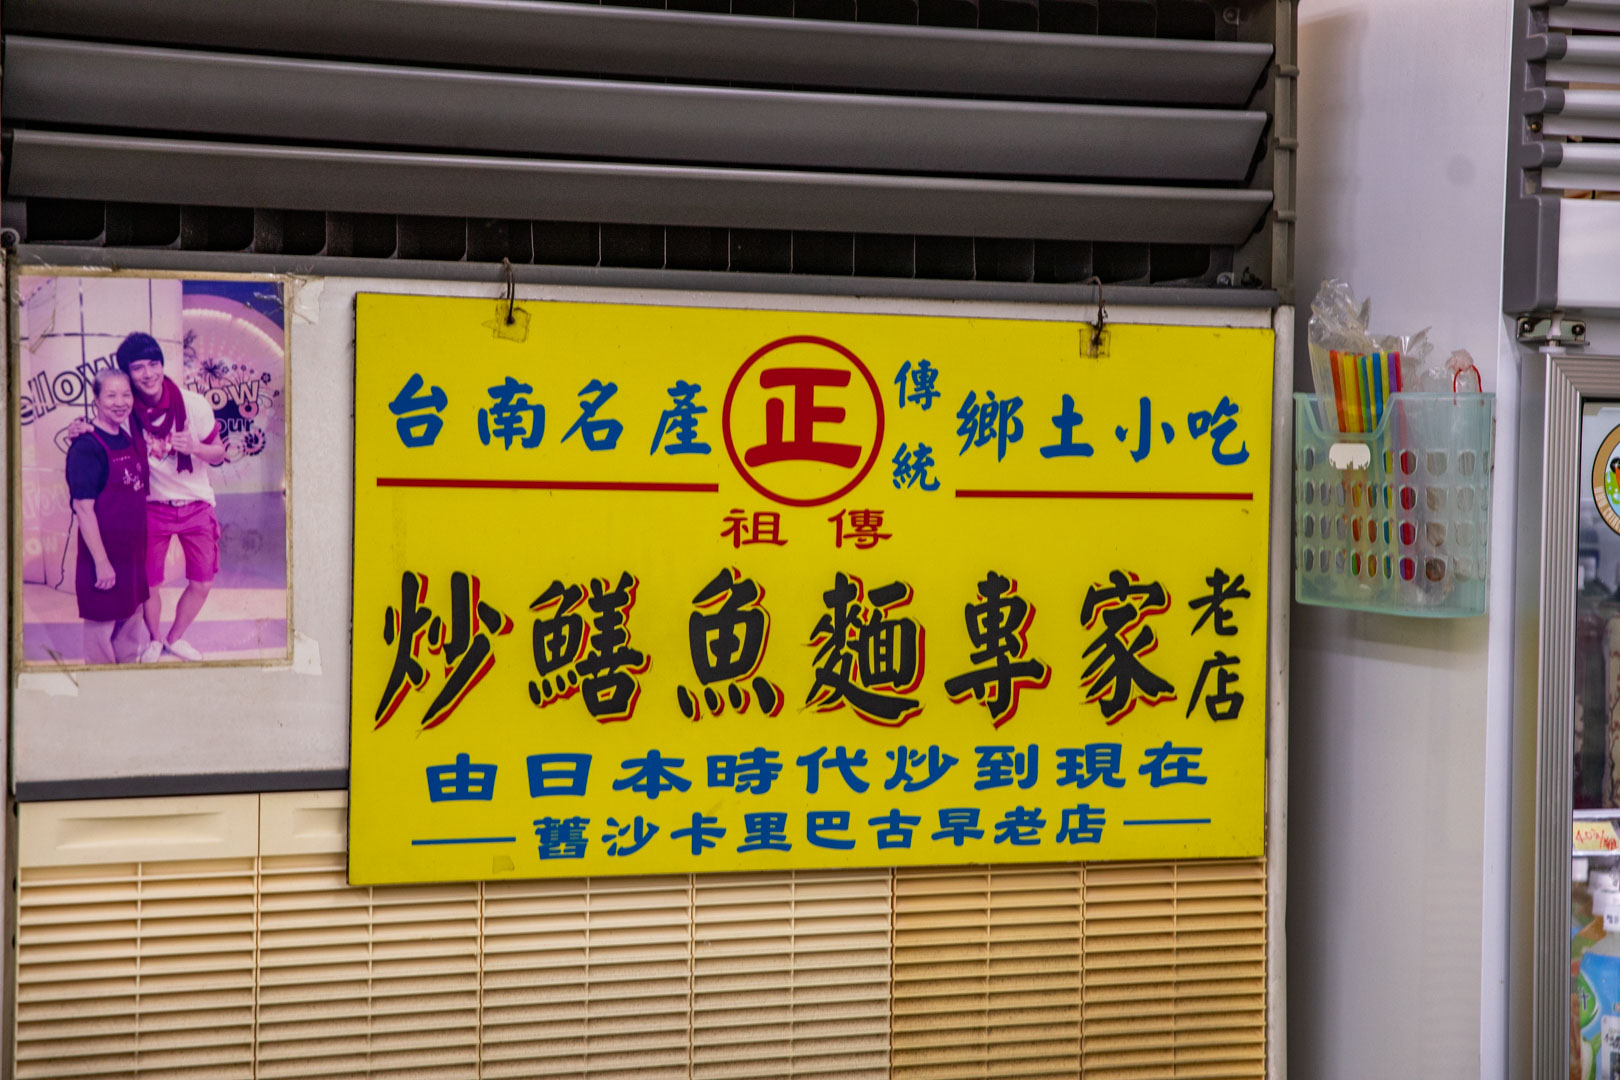 台南名產 正 傳統 鄉土小吃
祖傳
炒鱔魚麵專家老店
由日本時代炒到現在
舊沙卡里巴古早老店